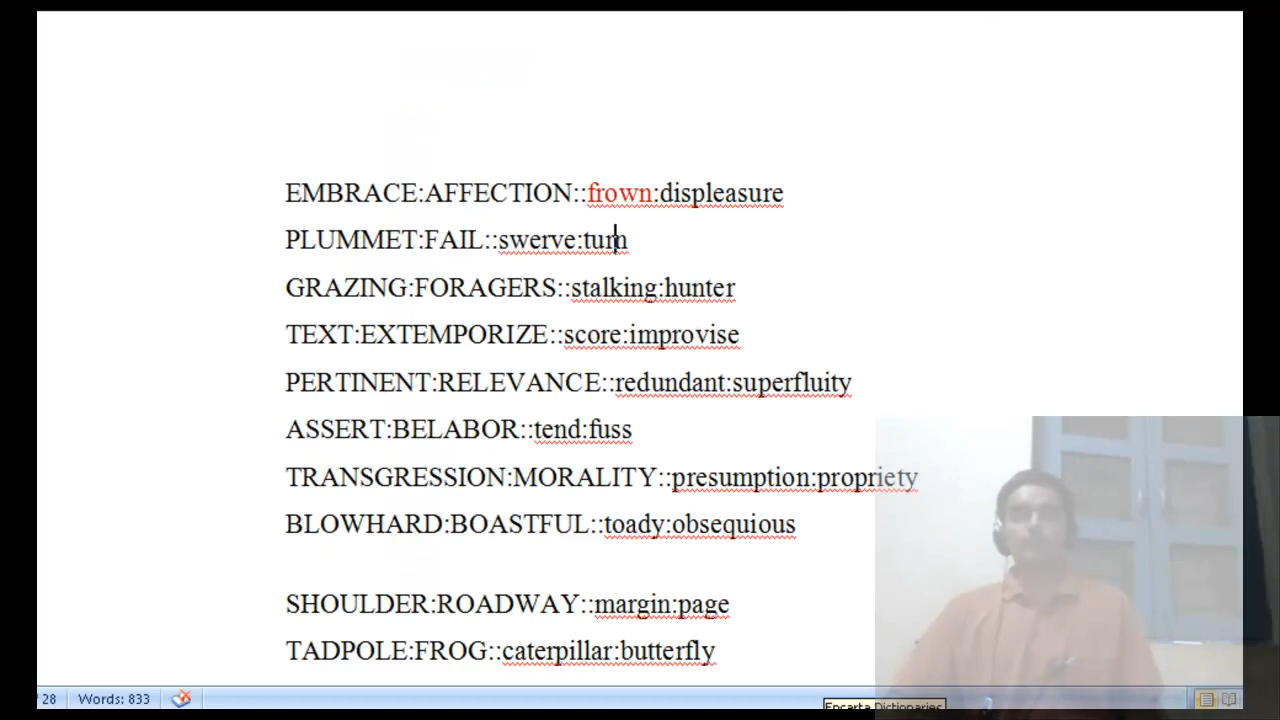 EMBRACE:AFFECTION::frown:displeasure
PLUMMET:FAIL::swerve:turn
GRAZING:FORAGERS::stalking:hunter
TEXT:EXTEMPORIZE::score:improvise
PERTINENT:RELEVANCE::redundant:superfluity
ASSERT:BELABOR::tend:fuss
TRANSGRESSION:MORALITY::presumption:propriety
BLOWHARD:BOASTFUL::toady:obsequious
SHOULDER:ROADWAY::margin:page
TADPOLE:FROG::caterpillar:butterfly
28 Words: 833
Encarta Dictionaries